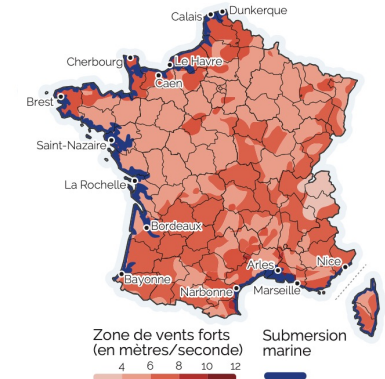 Calais
Dunkerque
Cherbourg
Le Havre
Caen
Brest
Saint-Nazaire
La Rochelle
Bordeaux
Arles
Nice
Bayonne
Narbonne
Marseille
Zone de vents forts
(en mètres/seconde)
4 6 8 10 12
Submersion
marine